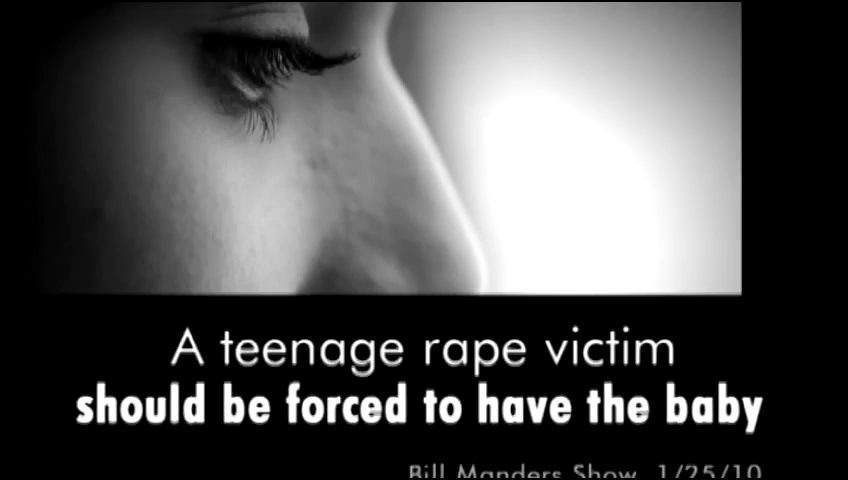 A teenage rape victim
should be forced to have the baby
Bill Manders Show 1/25/10